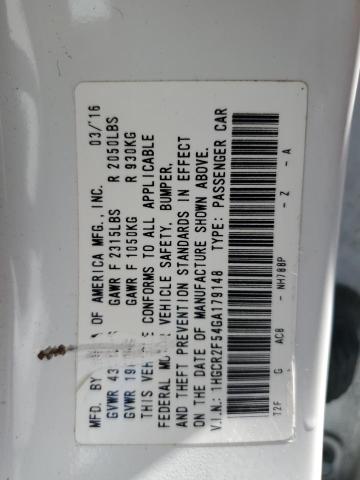 MFD. BY OF AMERICA MFG., INC. 03/'16
GVWR 43 GAWR F 2315LBS R 2050LBS
GVWR 19 GAWR F 1050KG R 930KG
THIS VEH CONFORMS TO ALL APPLICABLE
FEDERAL M VEHICLE SAFETY, BUMPER,
AND THEFT PREVENTION STANDARDS IN EFFECT
ON THE DATE OF MANUFACTURE SHOWN ABOVE.
V.I.N.: 1HGCR2F54GA179148 TYPE: PASSENGER CAR
T2F G AC8 - NH788P - Z - A